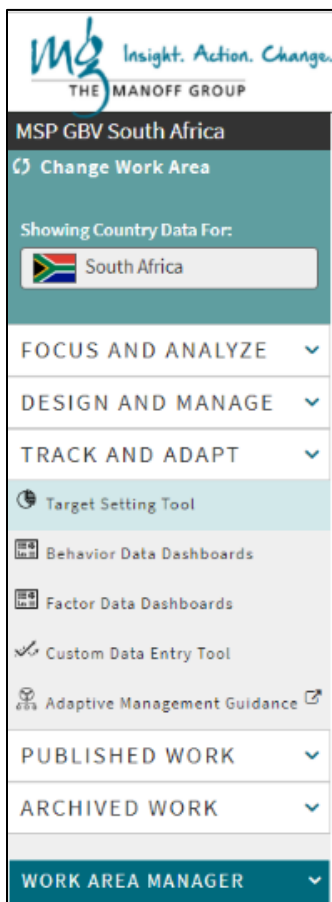 mg Insight. Action. Change.
THE MANOFF GROUP
MSP GBV South Africa
Change Work Area
Showing Country Data For:
South Africa
FOCUS AND ANALYZE
DESIGN AND MANAGE
TRACK AND ADAPT
Target Setting Tool
Behavior Data Dashboards
Factor Data Dashboards
Custom Data Entry Tool
Adaptive Management Guidance
PUBLISHED WORK
ARCHIVED WORK
WORK AREA MANAGER